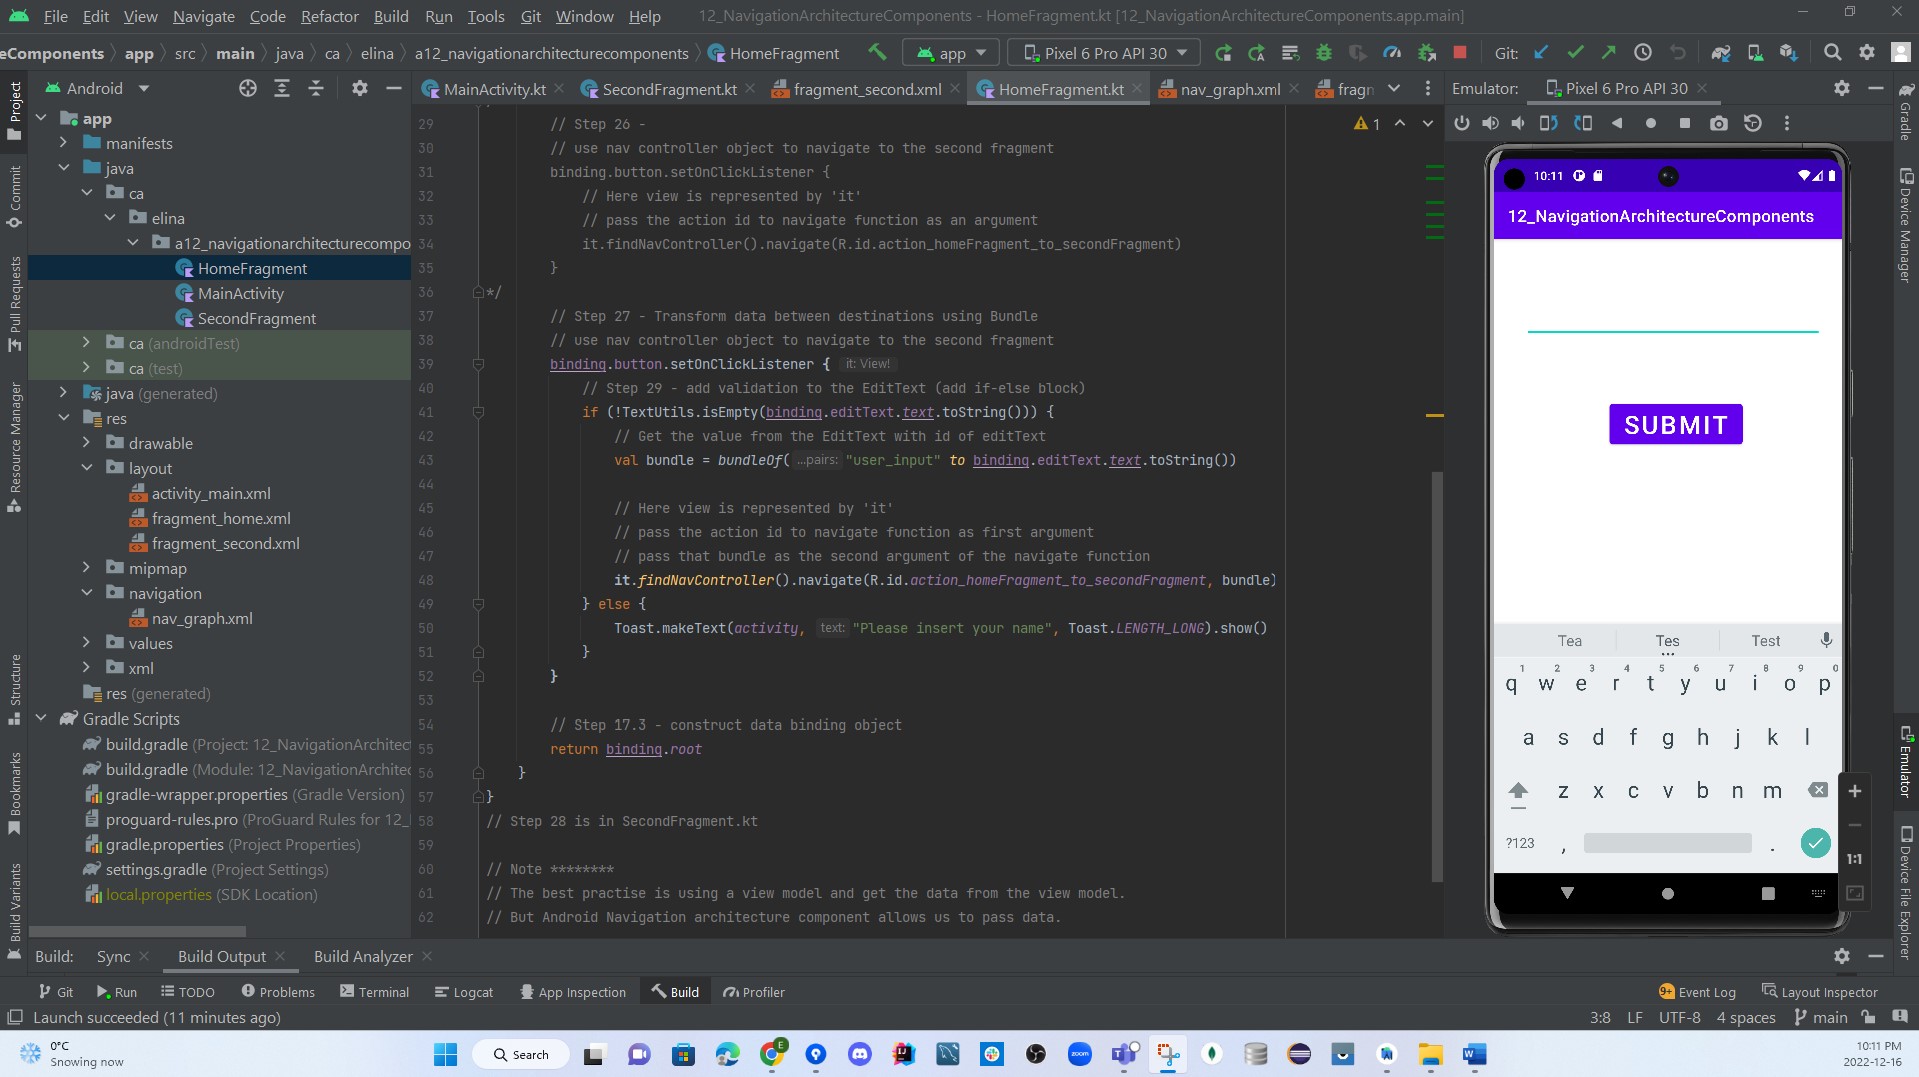 File Edit View Navigate Code Refactor Build Run Tools Git Window Help 12_NavigationArchitectureComponents - HomeFragment.kt [12_NavigationArchitectureComponents.app.main]
eComponents app src main java ca elina a12_navigationarchitecturecomponents HomeFragment app Pixel 6 Pro API 30 Git:
Android MainActivity.kt SecondFragment.kt fragment_second.xml HomeFragment.kt nav_graph.xml fragn Emulator: Pixel 6 Pro API 30
Project
Commit
Pull Requests
Resource Manager
Structure
Bookmarks
Build Variants
app
manifests
java
ca
elina
a12_navigationarchitecturecompo
HomeFragment
MainActivity
SecondFragment
ca (androidTest)
ca (test)
java (generated)
res
drawable
layout
activity_main.xml
fragment_home.xml
fragment_second.xml
mipmap
navigation
nav_graph.xml
values
xml
res (generated)
Gradle Scripts
build.gradle (Project: 12_NavigationArchitect
build.gradle (Module: 12_NavigationArchitec
gradle-wrapper.properties (Gradle Version)
proguard-rules.pro (ProGuard Rules for 12_
gradle.properties (Project Properties)
settings.gradle (Project Settings)
local.properties (SDK Location)
29 // Step 26 -
30 // use nav controller object to navigate to the second fragment
31 binding.button.setOnClickListener {
32 // Here view is represented by 'it'
33 // pass the action id to navigate function as an argument
34 it.findNavController().navigate(R.id.action_homeFragment_to_secondFragment)
35 }
36 */
37 // Step 27 - Transform data between destinations using Bundle
38 // use nav controller object to navigate to the second fragment
39 binding.button.setOnClickListener { it: View!
40 // Step 29 - add validation to the EditText (add if-else block)
41 if (!TextUtils.isEmpty(binding.editText.text.toString())) {
42 // Get the value from the EditText with id of editText
43 val bundle = bundleOf( ...pairs: "user_input" to binding.editText.text.toString())
44
45 // Here view is represented by 'it'
46 // pass the action id to navigate function as first argument
47 // pass that bundle as the second argument of the navigate function
48 it.findNavController().navigate(R.id.action_homeFragment_to_secondFragment, bundle)
49 } else {
50 Toast.makeText(activity, text: "Please insert your name", Toast.LENGTH_LONG).show()
51 }
52 }
53
54 // Step 17.3 - construct data binding object
55 return binding.root
56 }
57 }
58 // Step 28 is in SecondFragment.kt
59
60 // Note ********
61 // The best practise is using a view model and get the data from the view model.
62 // But Android Navigation architecture component allows us to pass data.
1
10:11
12_NavigationArchitectureComponents
SUBMIT
Tea Tes Test
1 2 3 4 5 6 7 8 9 0
q w e r t y u i o p
a s d f g h j k l
z x c v b n m
?123 , .
1:1
Gradle
Device Manager
Emulator
Device File Explorer
Build: Sync Build Output Build Analyzer
Git Run TODO Problems Terminal Logcat App Inspection Build Profiler 9+ Event Log Layout Inspector
Launch succeeded (11 minutes ago) 3:8 LF UTF-8 4 spaces main
0°C
Snowing now
Search
E
zoom
10:11 PM
2022-12-16